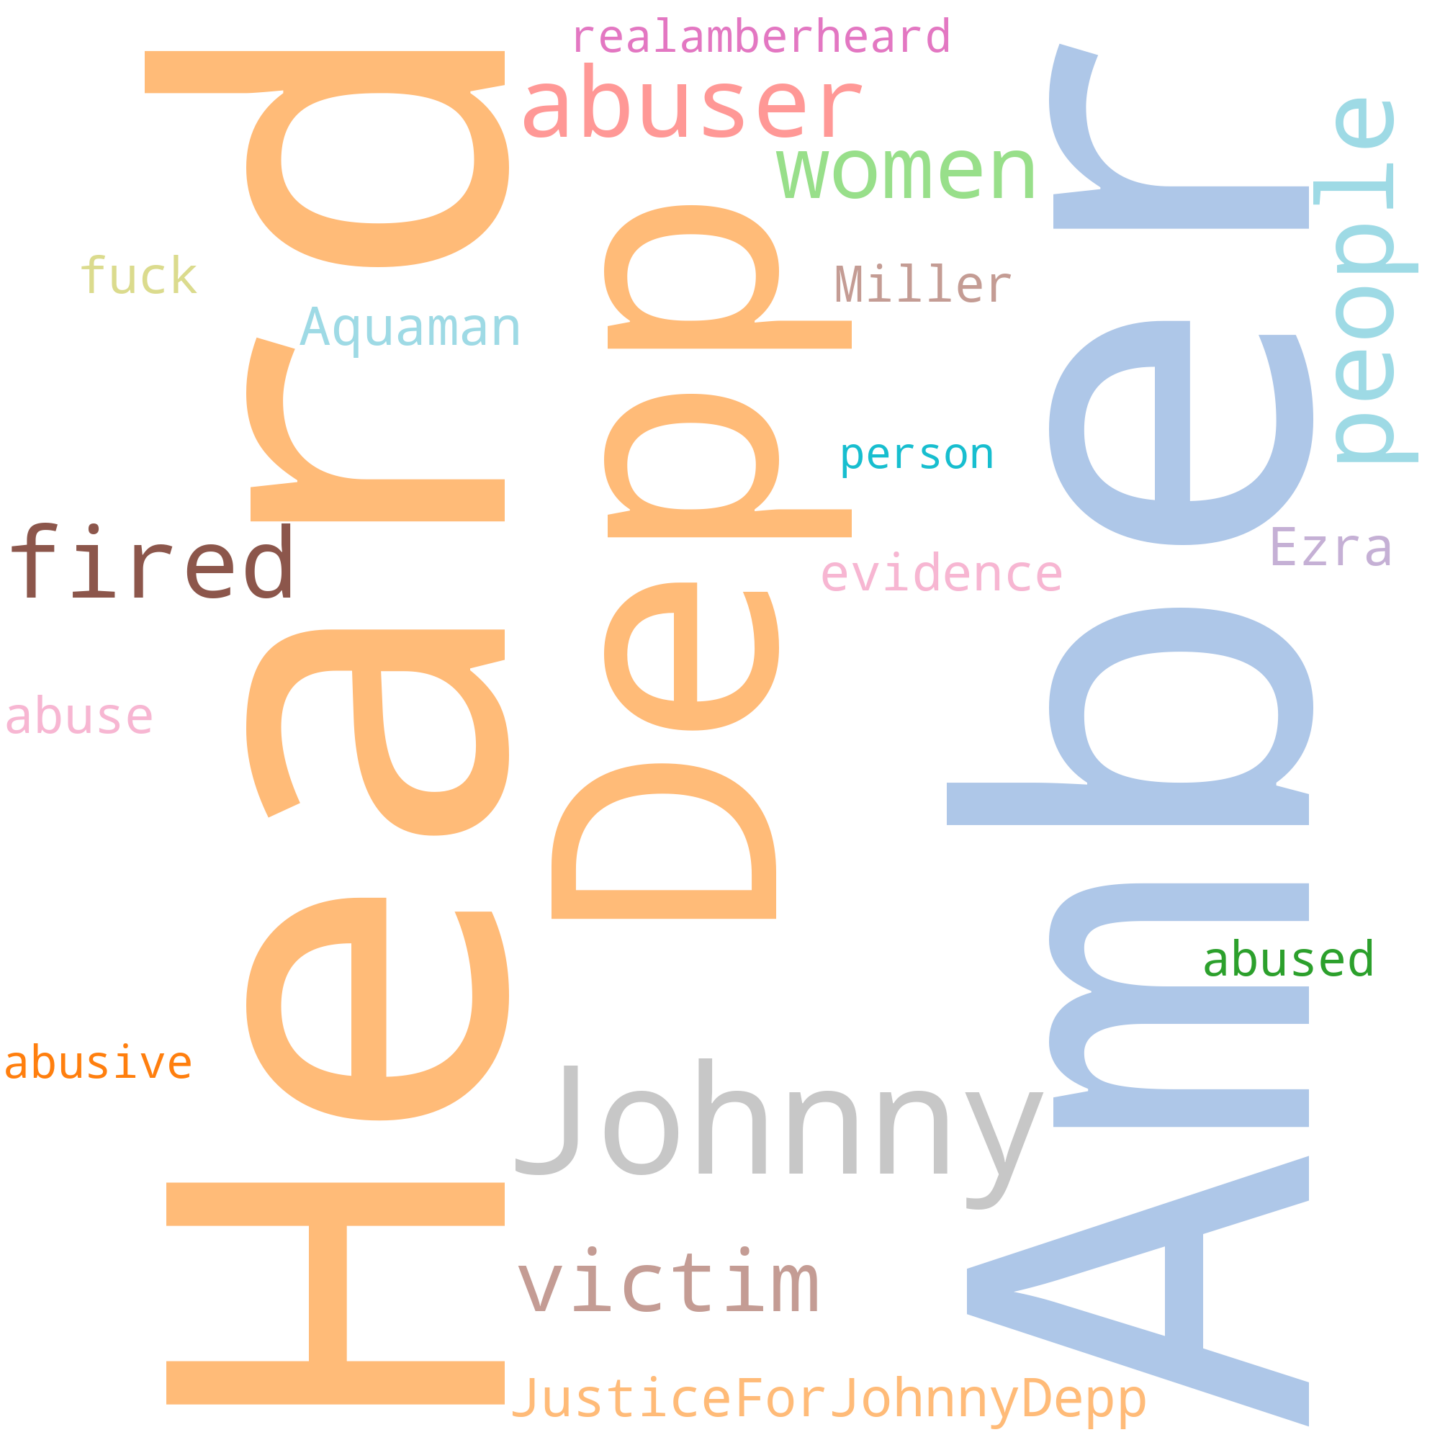 realamberheard
abuser
women
people
Heard
Depp
Amber
fuck
Miller
Aquaman
person
fired
Ezra
evidence
abuse
abused
abusive
Johnny
victim
JusticeForJohnnyDepp